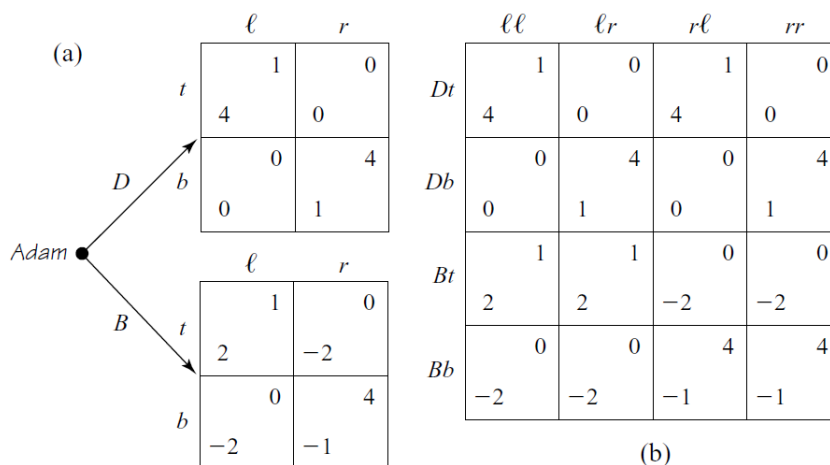 (a)
ℓ r
t 1 0
4 0
b 0 4
0 1
D
Adam
B
ℓ r
t 1 0
2 −2
b 0 4
−2 −1
ℓℓ ℓr rℓ rr
Dt 1 0 1 0
4 0 4 0
Db 0 4 0 4
0 1 0 1
Bt 1 1 0 0
2 2 −2 −2
Bb 0 0 4 4
−2 −2 −1 −1
(b)